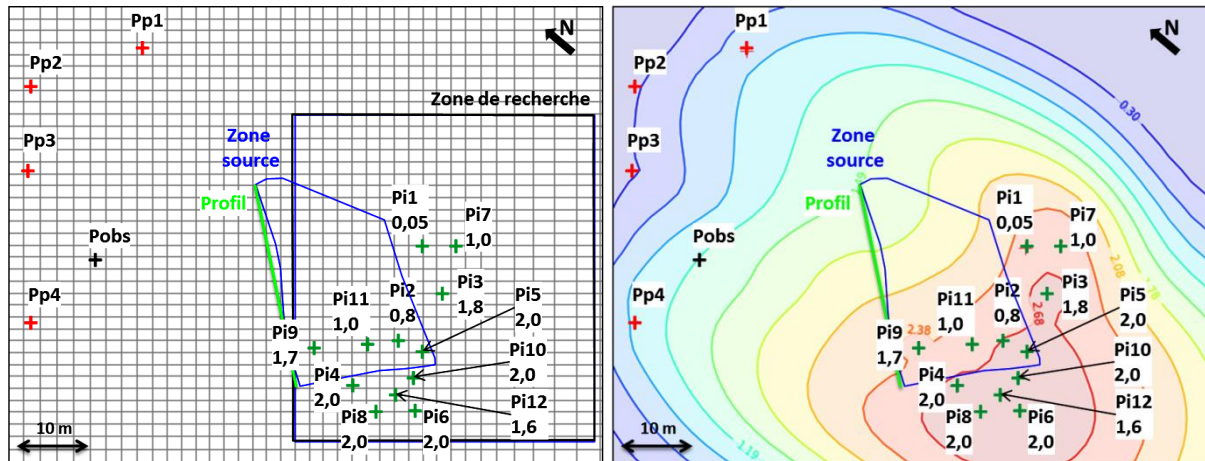 Pp1
N
Pp2
Zone de recherche
Pp3
Zone
source
Profil
Pi1
0,05
Pi7
1,0
Pobs
Pi3
1,8
Pi5
2,0
Pi11
1,0
Pi2
0,8
Pp4
Pi9
1,7
Pi10
2,0
Pi4
2,0
Pi12
1,6
Pi8
2,0
Pi6
2,0
10 m
Pp1
N
Pp2
0.30
Pp3
Zone
source
Profil
Pi1
0,05
Pi7
1,0
Pobs
2.08
Pi3
1,8
2.68
Pi5
2,0
Pi11
1,0
Pi2
0,8
Pp4
2.38
Pi9
1,7
Pi10
2,0
Pi4
2,0
Pi12
1,6
Pi8
2,0
Pi6
2,0
10 m
1.19